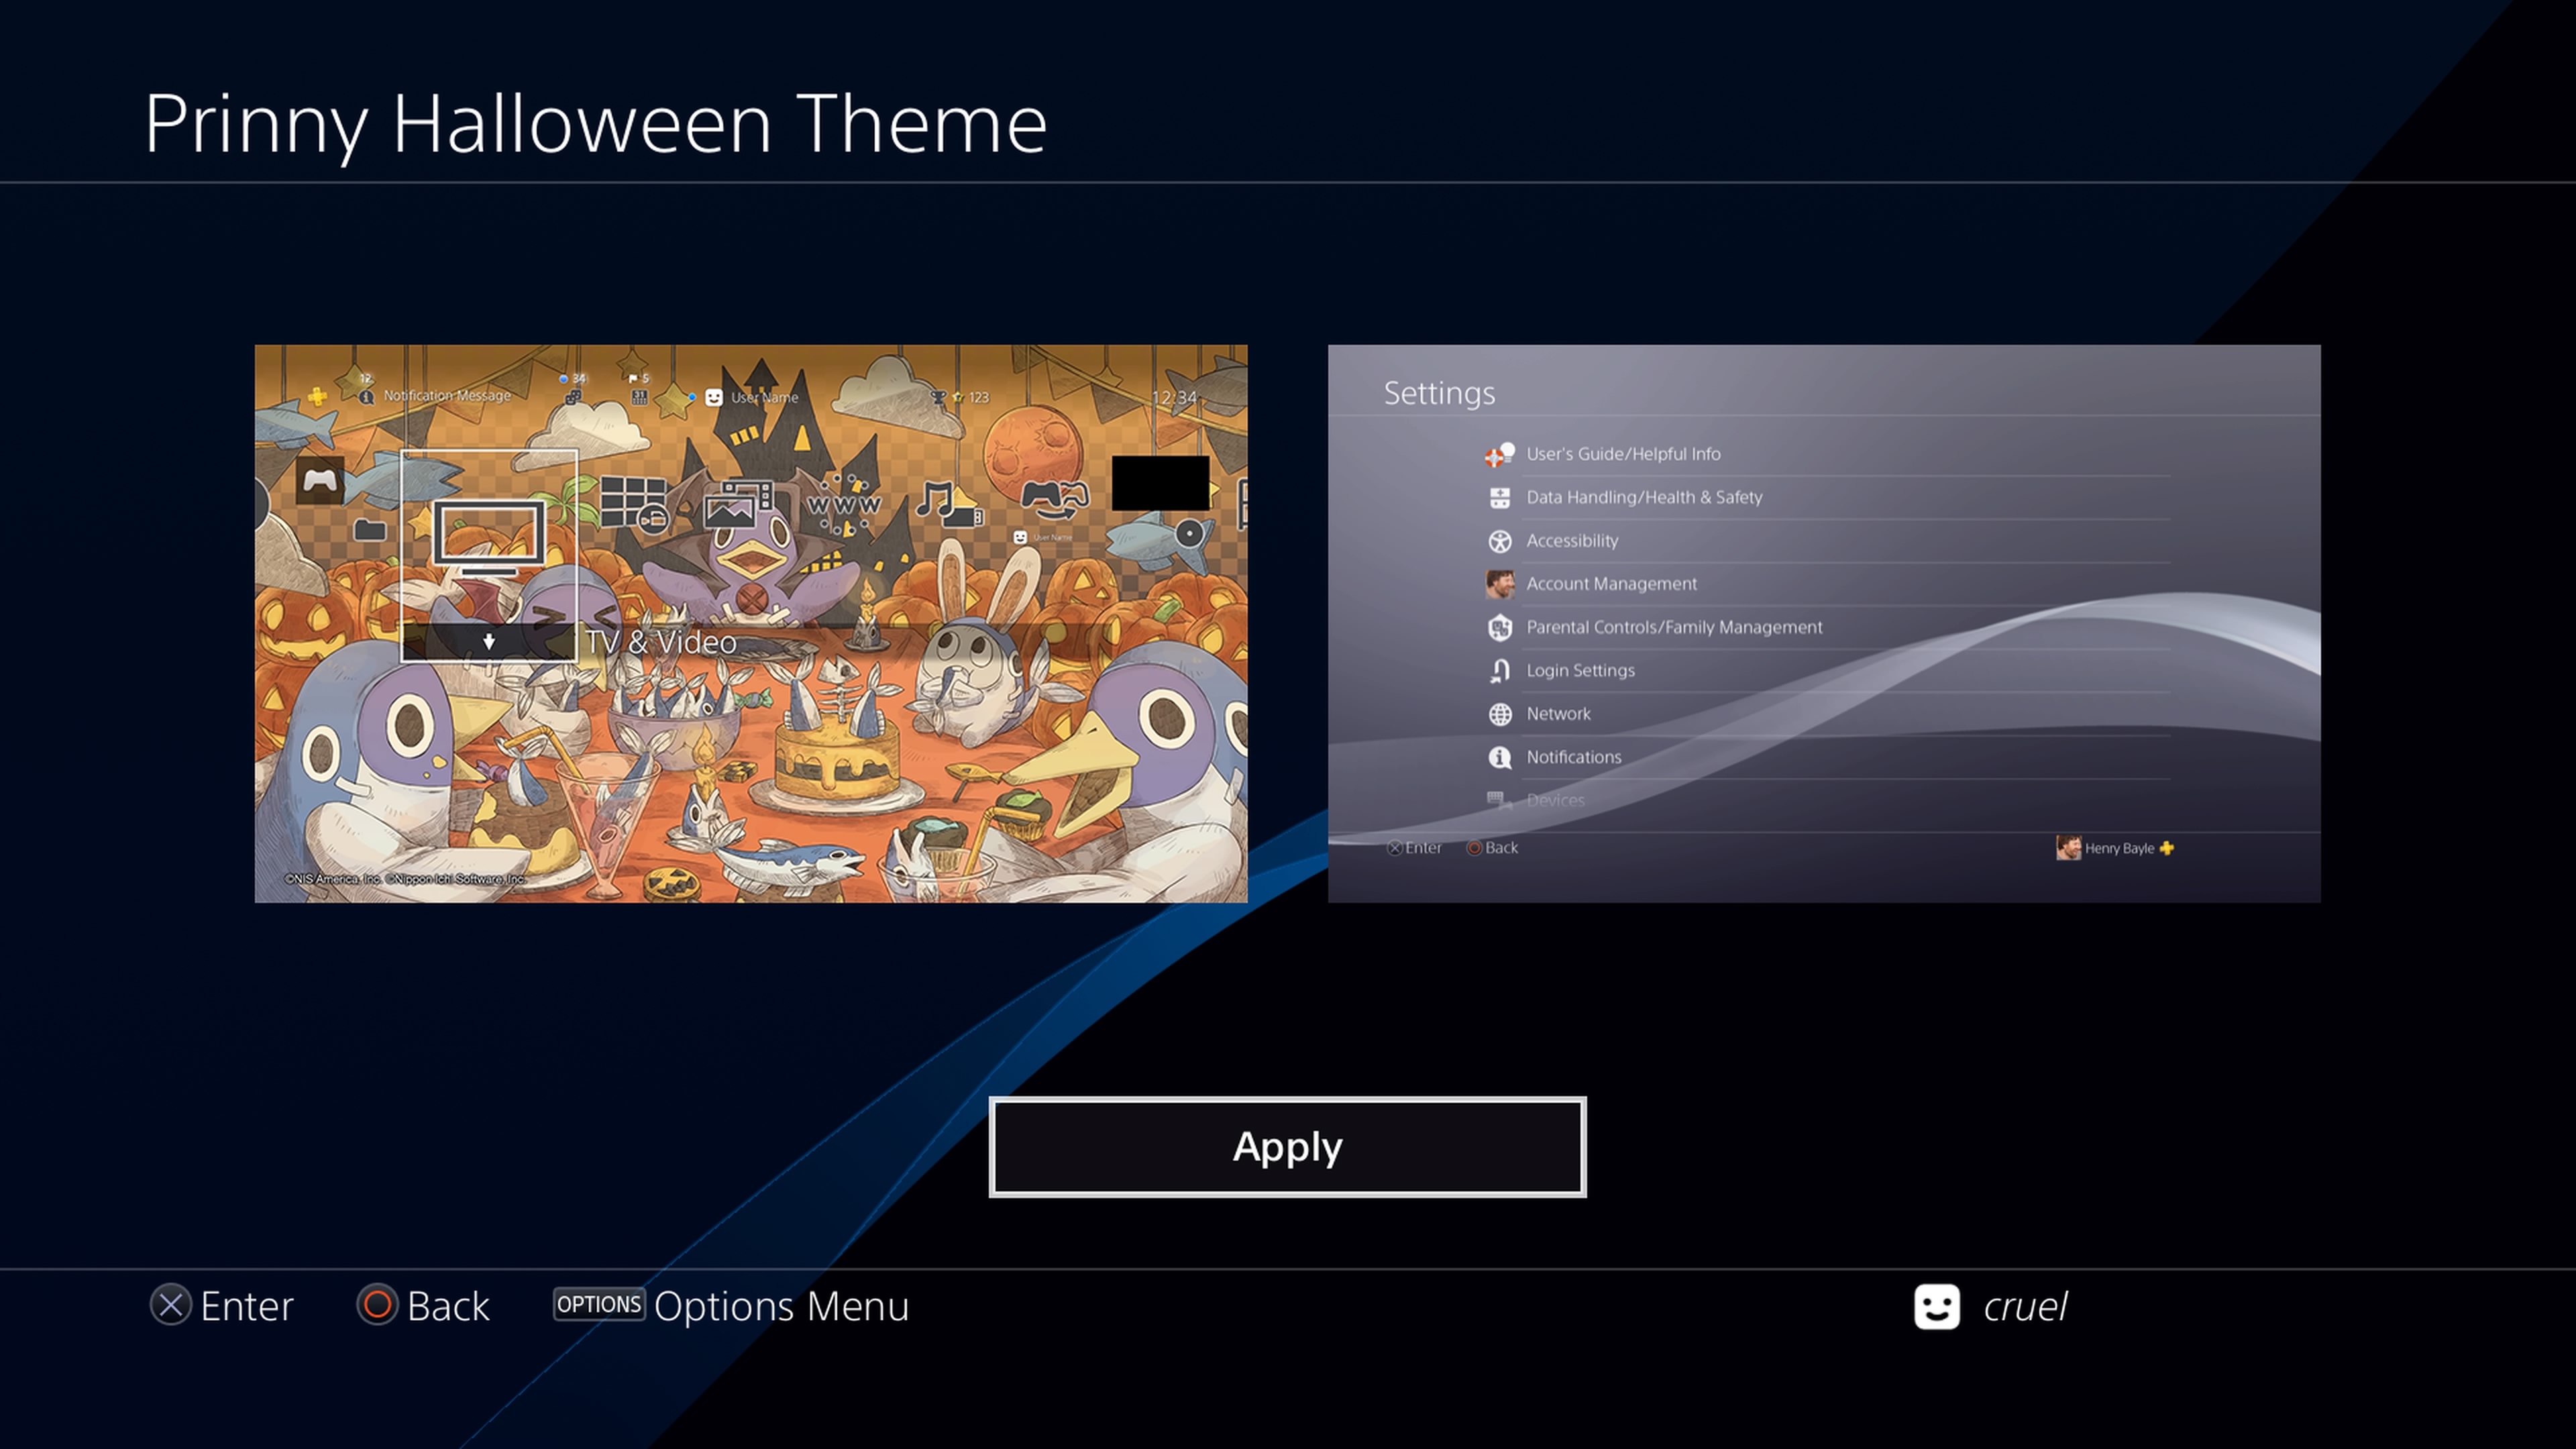 Prinny Halloween Theme
12
34
5
Notification Message
31
User Name
123
12:34
www
User Name
TV & Video
©NIS America, Inc. ©Nippon Ichi Software, Inc.
Settings
User's Guide/Helpful Info
Data Handling/Health & Safety
Accessibility
Account Management
Parental Controls/Family Management
Login Settings
Network
Notifications
Devices
Enter
Back
Henry Bayle
Apply
Enter
Back
OPTIONS Options Menu
cruel